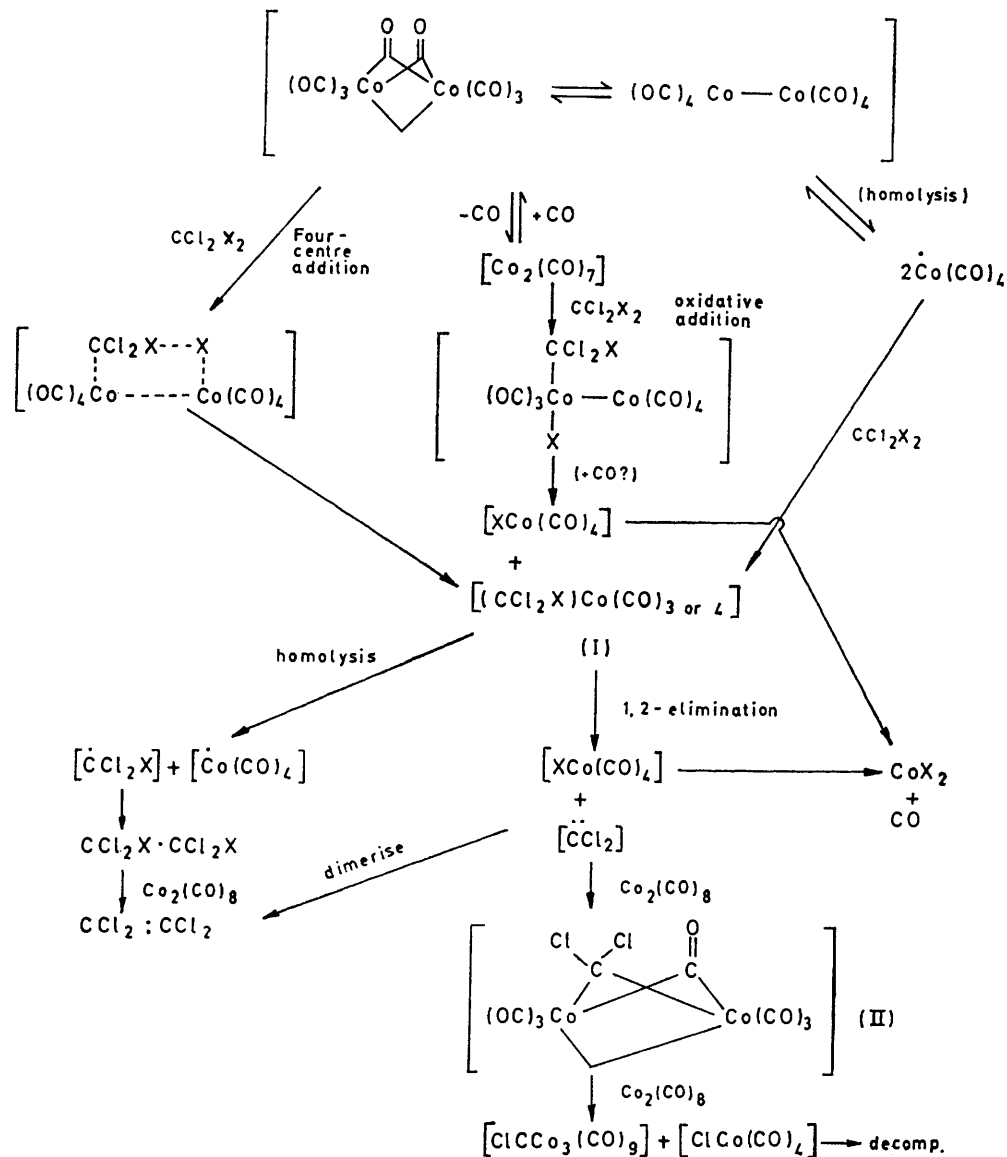 O O
(OC)3Co Co(CO)3 ⇌ (OC)4 Co — Co(CO)4
(homolysis)
-CO +CO
CCl2X2 Four-
centre
addition
[Co2(CO)7]
2Ċo(CO)4
CCl2X2 oxidative
addition
CCl2X---X
CCl2X
(OC)4Co------Co(CO)4
(OC)3Co — Co(CO)4
X
CCl2X2
(+CO?)
[XCo(CO)4]
+
[(CCl2X)Co(CO)3 or 4]
(I)
homolysis
1,2-elimination
[ĊCl2X] + [Ċo(CO)4]
[XCo(CO)4]
CoX2
+
CO
+
[C̈Cl2]
CCl2X·CCl2X
dimerise
Co2(CO)8
Co2(CO)8
CCl2:CCl2
Cl Cl O
C C
(OC)3Co Co(CO)3 (II)
Co2(CO)8
[ClCCo3(CO)9] + [ClCo(CO)4] → decomp.